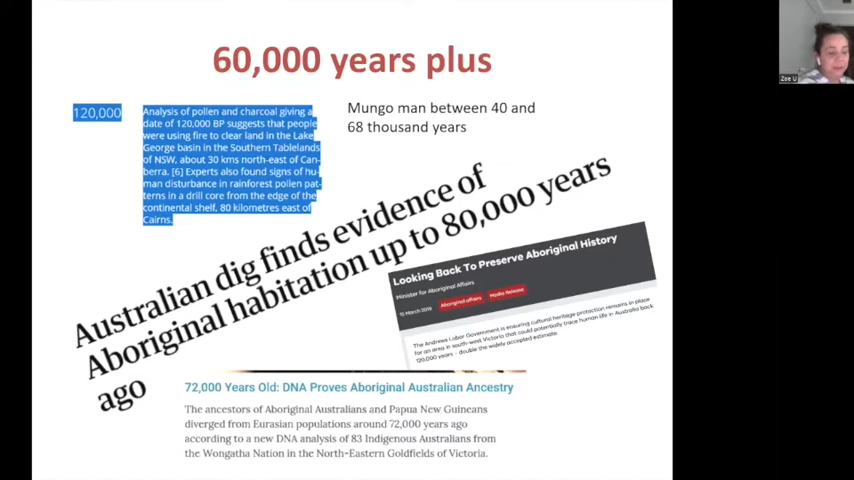 60,000 years plus
120,000
Analysis of pollen and charcoal giving a
date of 120,000 BP suggests that people
were using fire to clear land in the Lake
George basin in the Southern Tablelands
of NSW, about 30 kms north-east of Can-
berra. [6] Experts also found signs of hu-
man disturbance in rainforest pollen pat-
terns in a drill core from the edge of the
continental shelf, 80 kilometres east of
Cairns.
Mungo man between 40 and
68 thousand years
Australian dig finds evidence of
Aboriginal habitation up to 80,000 years
ago
Looking Back To Preserve Aboriginal History
Minister for Aboriginal Affairs
Aboriginal affairs
Media Release
The Andrews Labor Government is ensuring cultural heritage protection remains in place
for an area in south-west Victoria that could potentially trace human life in Australia back
120,000 years - double the widely accepted estimate.
72,000 Years Old: DNA Proves Aboriginal Australian Ancestry
The ancestors of Aboriginal Australians and Papua New Guineans
diverged from Eurasian populations around 72,000 years ago
according to a new DNA analysis of 83 Indigenous Australians from
the Wongatha Nation in the North-Eastern Goldfields of Victoria.
Zoe U